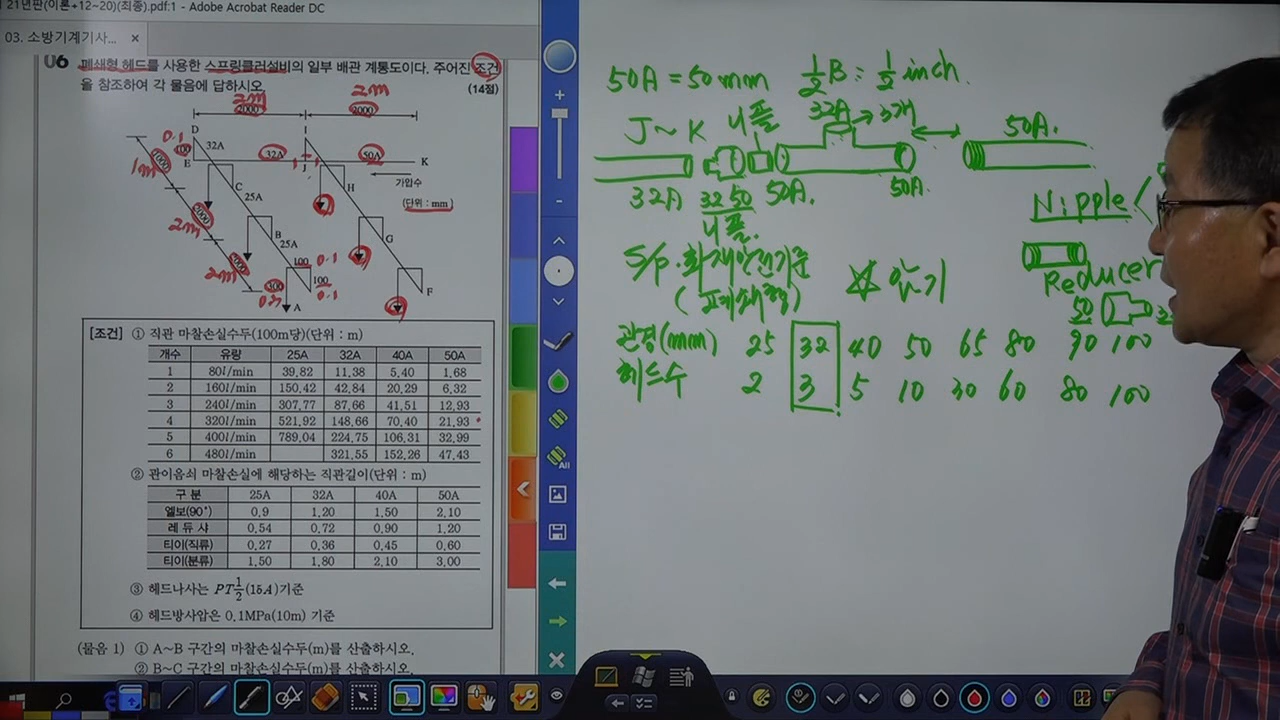 21년판(이론+12~20)(최종).pdf:1 - Adobe Acrobat Reader DC
03. 소방기계기사... ×
06 폐쇄형 헤드를 사용한 스프링클러설비의 일부 배관 계통도이다. 주어진 조건
을 참조하여 각 물음에 답하시오.
(14점)
2m 2m
2000 2000
D I
0.1 100 32A 32A 50A K
E J
1000 1m
C 25A H 가압수
(단위 : mm)
2000 2m
B 25A G
2000 2m
100 0.1
300 0.3 A 100 0.1 F
[조건] ① 직관 마찰손실수두(100m당)(단위 : m)
개수 유량 25A 32A 40A 50A
1 80l/min 39.82 11.38 5.40 1.68
2 160l/min 150.42 42.84 20.29 6.32
3 240l/min 307.77 87.66 41.51 12.93
4 320l/min 521.92 148.66 70.40 21.93
5 400l/min 789.04 224.75 106.31 32.99
6 480l/min 321.55 152.26 47.43
② 관이음쇠 마찰손실에 해당하는 직관길이(단위 : m)
구 분 25A 32A 40A 50A
엘보(90°) 0.9 1.20 1.50 2.10
레 듀 샤 0.54 0.72 0.90 1.20
티이(직류) 0.27 0.36 0.45 0.60
티이(분류) 1.50 1.80 2.10 3.00
③ 헤드나사는 PT½(15A)기준
④ 헤드방사압은 0.1MPa(10m) 기준
(물음 1) ① A~B 구간의 마찰손실수두(m)를 산출하시오.
② B~C 구간의 마찰손실수두(m)를 산출하시오.
All
50A = 50mm ½B : ½ inch.
J~K 니플 32A → 3개 50A.
32A 32 50 50A. 50A.
니플.
Nipple
S/P. 화재안전기준
(폐쇄형) ☆ 암기
Reducer
50
관경(mm) 25 32 40 50 65 80 90 100
헤드수 2 3 5 10 30 60 80 100